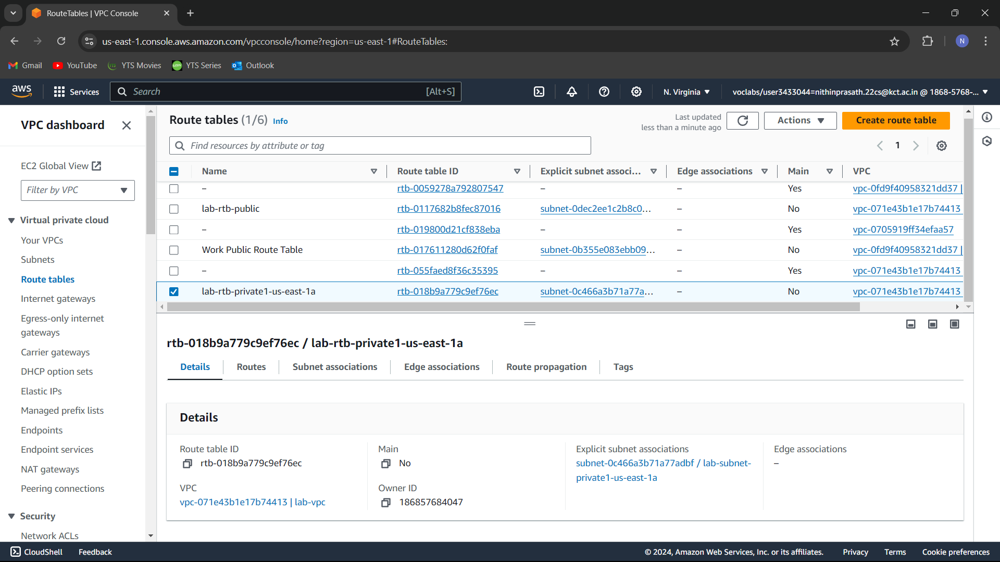 RouteTables | VPC Console
us-east-1.console.aws.amazon.com/vpcconsole/home?region=us-east-1#RouteTables:
N
Gmail
YouTube
YTS Movies
YTS Series
Outlook
aws
Services
Search
[Alt+S]
N. Virginia
voclabs/user3433044=nithinprasath.22cs@kct.ac.in @ 1868-5768-...
VPC dashboard
EC2 Global View
Filter by VPC
Virtual private cloud
Your VPCs
Subnets
Route tables
Internet gateways
Egress-only internet
gateways
Carrier gateways
DHCP option sets
Elastic IPs
Managed prefix lists
Endpoints
Endpoint services
NAT gateways
Peering connections
Security
Network ACLs
Route tables (1/6) Info
Last updated
less than a minute ago
Actions
Create route table
Find resources by attribute or tag
1
Name Route table ID Explicit subnet associ... Edge associations Main VPC
– rtb-0059278a792807547 – – Yes vpc-0fd9f40958321dd37 |
lab-rtb-public rtb-0117682b8fec87016 subnet-0dec2ee1c2b8c0... – No vpc-071e43b1e17b74413
– rtb-019800d21cf838eba – – Yes vpc-0705919ff34efaa57
Work Public Route Table rtb-017611280d62f0faf subnet-0b355e083ebb09... – No vpc-0fd9f40958321dd37 |
– rtb-055faed8f36c35395 – – Yes vpc-071e43b1e17b74413
lab-rtb-private1-us-east-1a rtb-018b9a779c9ef76ec subnet-0c466a3b71a77a... – No vpc-071e43b1e17b74413
rtb-018b9a779c9ef76ec / lab-rtb-private1-us-east-1a
Details Routes Subnet associations Edge associations Route propagation Tags
Details
Route table ID
rtb-018b9a779c9ef76ec
VPC
vpc-071e43b1e17b74413 | lab-vpc
Main
No
Owner ID
186857684047
Explicit subnet associations
subnet-0c466a3b71a77adbf / lab-subnet-
private1-us-east-1a
Edge associations
–
CloudShell
Feedback
© 2024, Amazon Web Services, Inc. or its affiliates.
Privacy
Terms
Cookie preferences